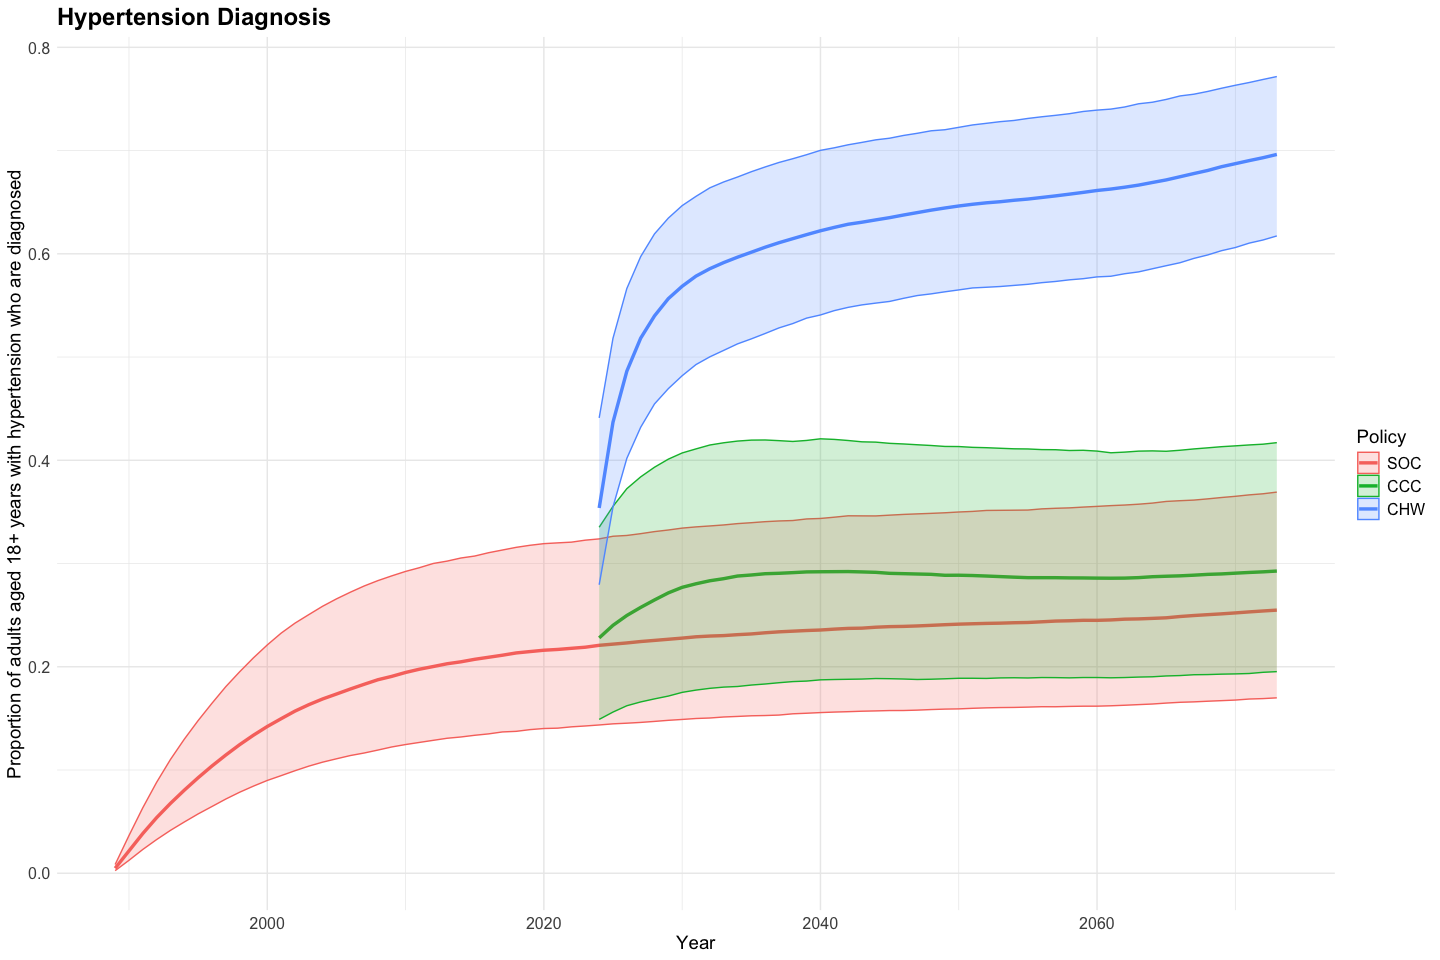 Hypertension Diagnosis
Proportion of adults aged 18+ years with hypertension who are diagnosed
0.8
0.6
0.4
0.2
0.0
2000
2020
2040
2060
Year
Policy
SOC
CCC
CHW